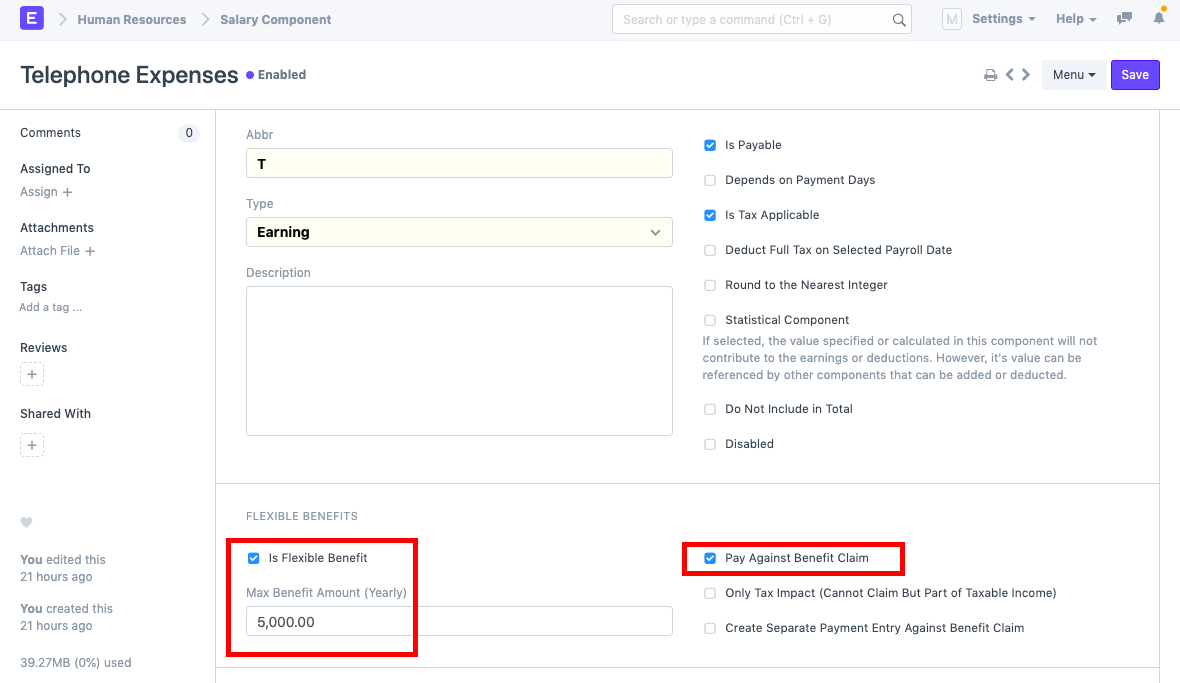 E
Human Resources
Salary Component
Search or type a command (Ctrl + G)
M
Settings
Help
Telephone Expenses
Enabled
Menu
Save
Comments
0
Assigned To
Assign +
Attachments
Attach File +
Tags
Add a tag ...
Reviews
+
Shared With
+
You edited this
21 hours ago
You created this
21 hours ago
39.27MB (0%) used
Abbr
T
Type
Earning
Description
Is Payable
Depends on Payment Days
Is Tax Applicable
Deduct Full Tax on Selected Payroll Date
Round to the Nearest Integer
Statistical Component
If selected, the value specified or calculated in this component will not
contribute to the earnings or deductions. However, it's value can be
referenced by other components that can be added or deducted.
Do Not Include in Total
Disabled
FLEXIBLE BENEFITS
Is Flexible Benefit
Max Benefit Amount (Yearly)
5,000.00
Pay Against Benefit Claim
Only Tax Impact (Cannot Claim But Part of Taxable Income)
Create Separate Payment Entry Against Benefit Claim